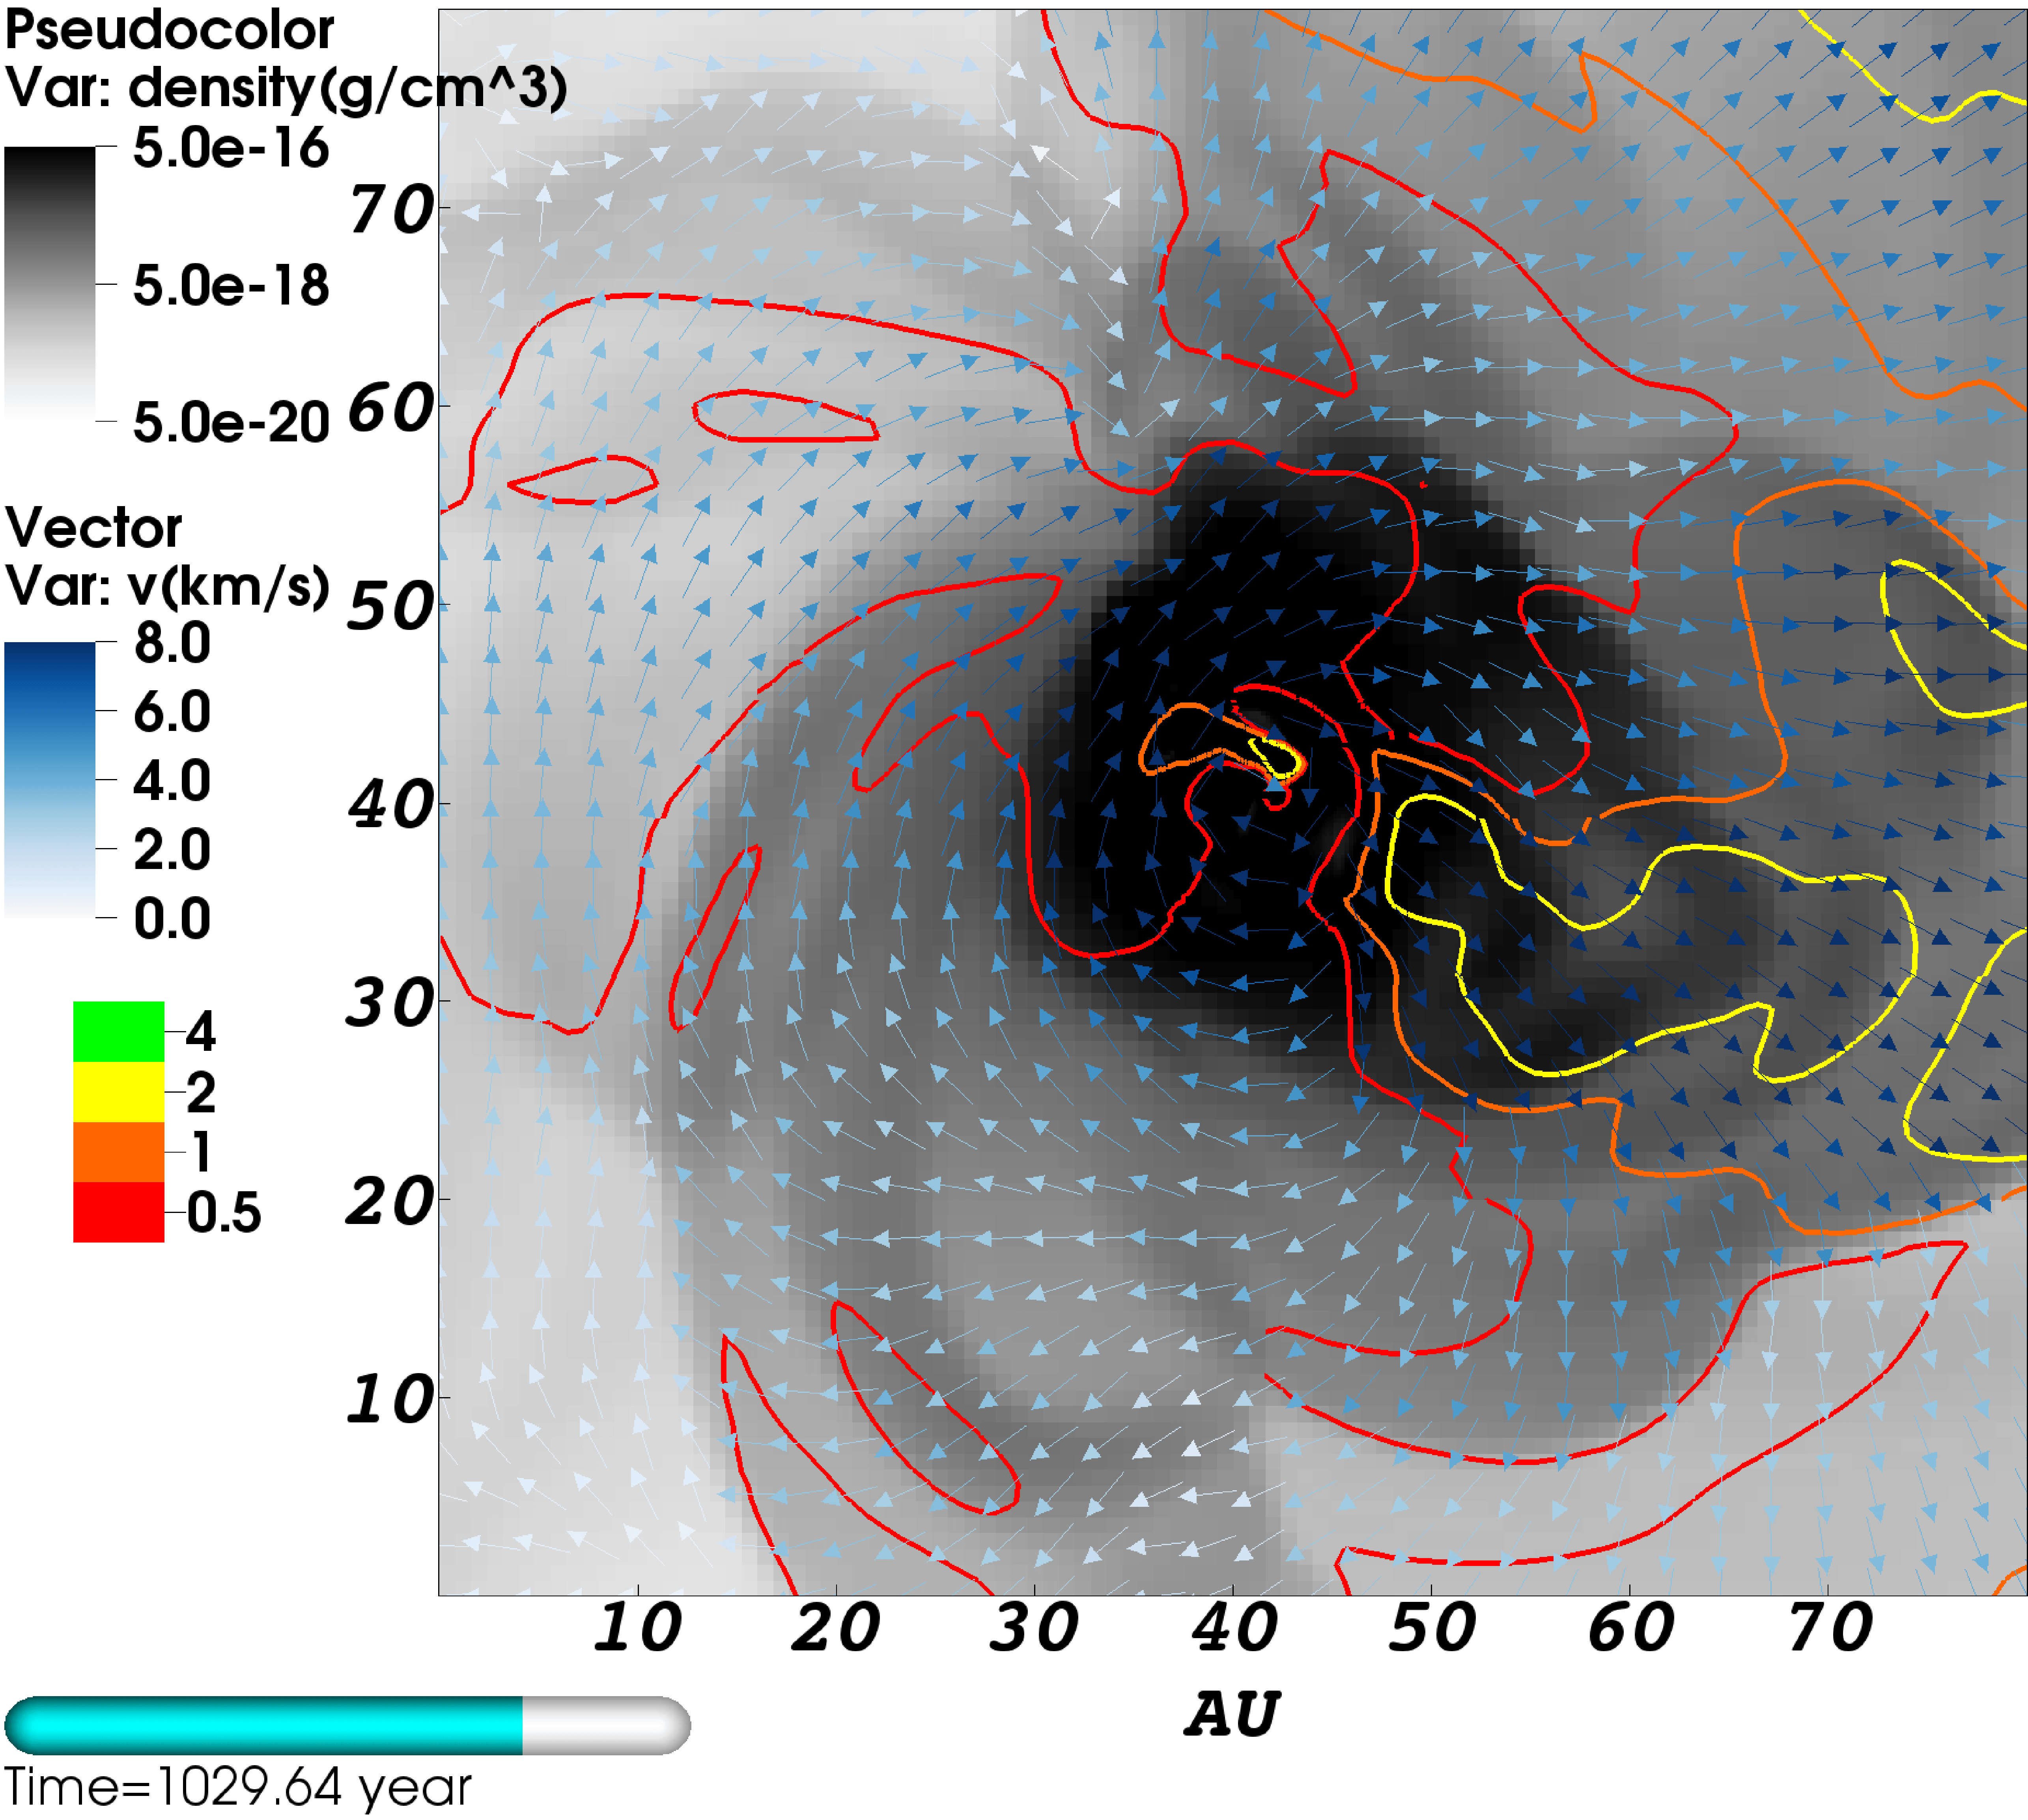 Pseudocolor
Var: density(g/cm^3)
5.0e-16
5.0e-18
5.0e-20
Vector
Var: v(km/s)
8.0
6.0
4.0
2.0
0.0
4
2
1
0.5
70
60
50
40
30
20
10
10 20 30 40 50 60 70
AU
Time=1029.64 year